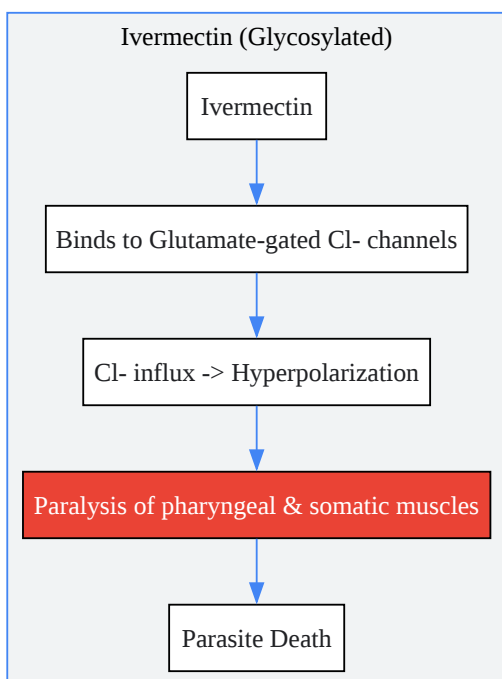 Ivermectin (Glycosylated)
Ivermectin
Binds to Glutamate-gated Cl- channels
Cl- influx -> Hyperpolarization
Paralysis of pharyngeal & somatic muscles
Parasite Death